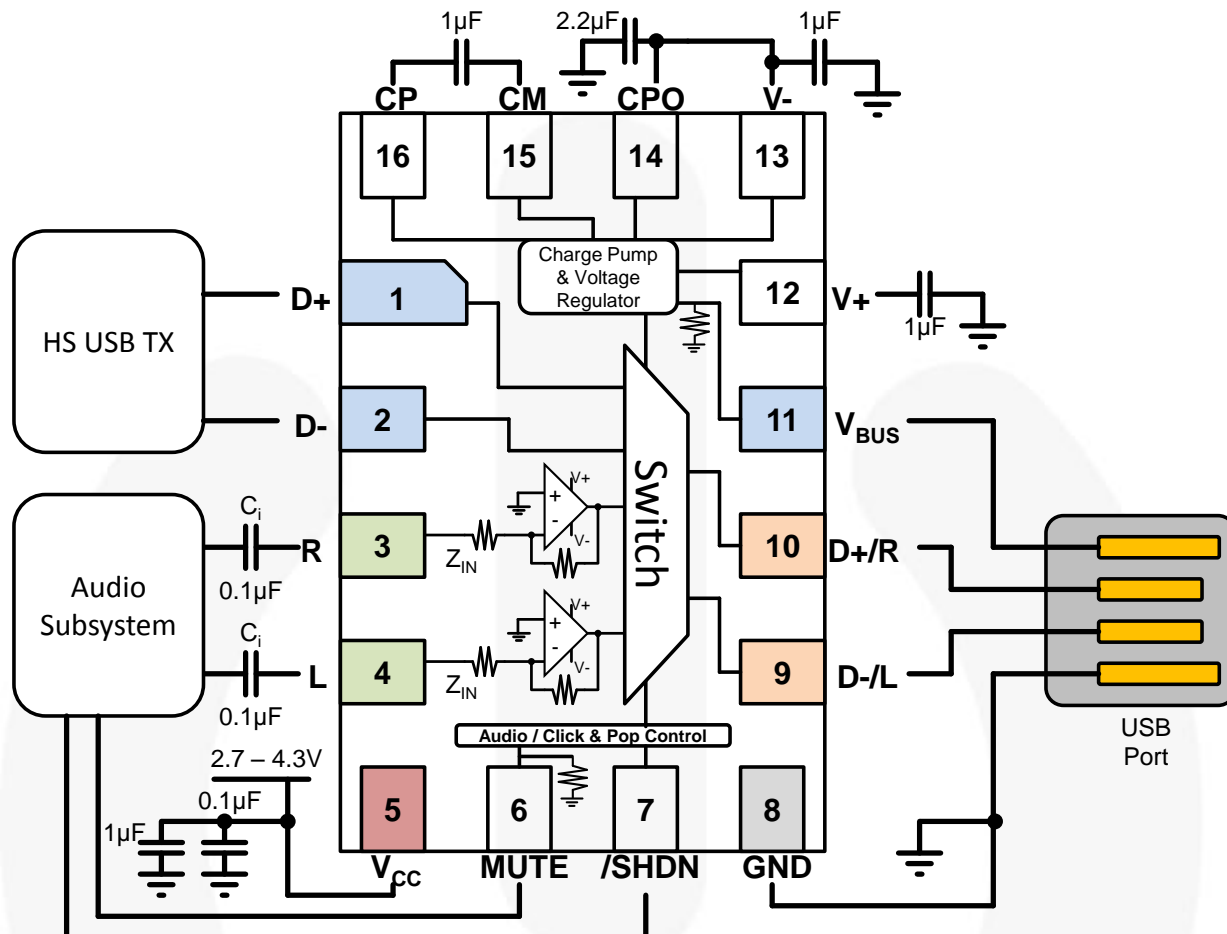 1µF
2.2µF
1µF
CP
CM
CPO
V-
16
15
14
13
Charge Pump
& Voltage
Regulator
HS USB TX
D+
1
12
V+
1µF
D-
2
11
VBUS
Switch
Audio
Subsystem
Ci
0.1µF
R
3
ZIN
+
-
V+
V-
10
D+/R
Ci
0.1µF
L
4
ZIN
+
-
V+
V-
9
D-/L
USB
Port
Audio / Click & Pop Control
2.7 – 4.3V
0.1µF
1µF
5
6
7
8
VCC
MUTE
/SHDN
GND